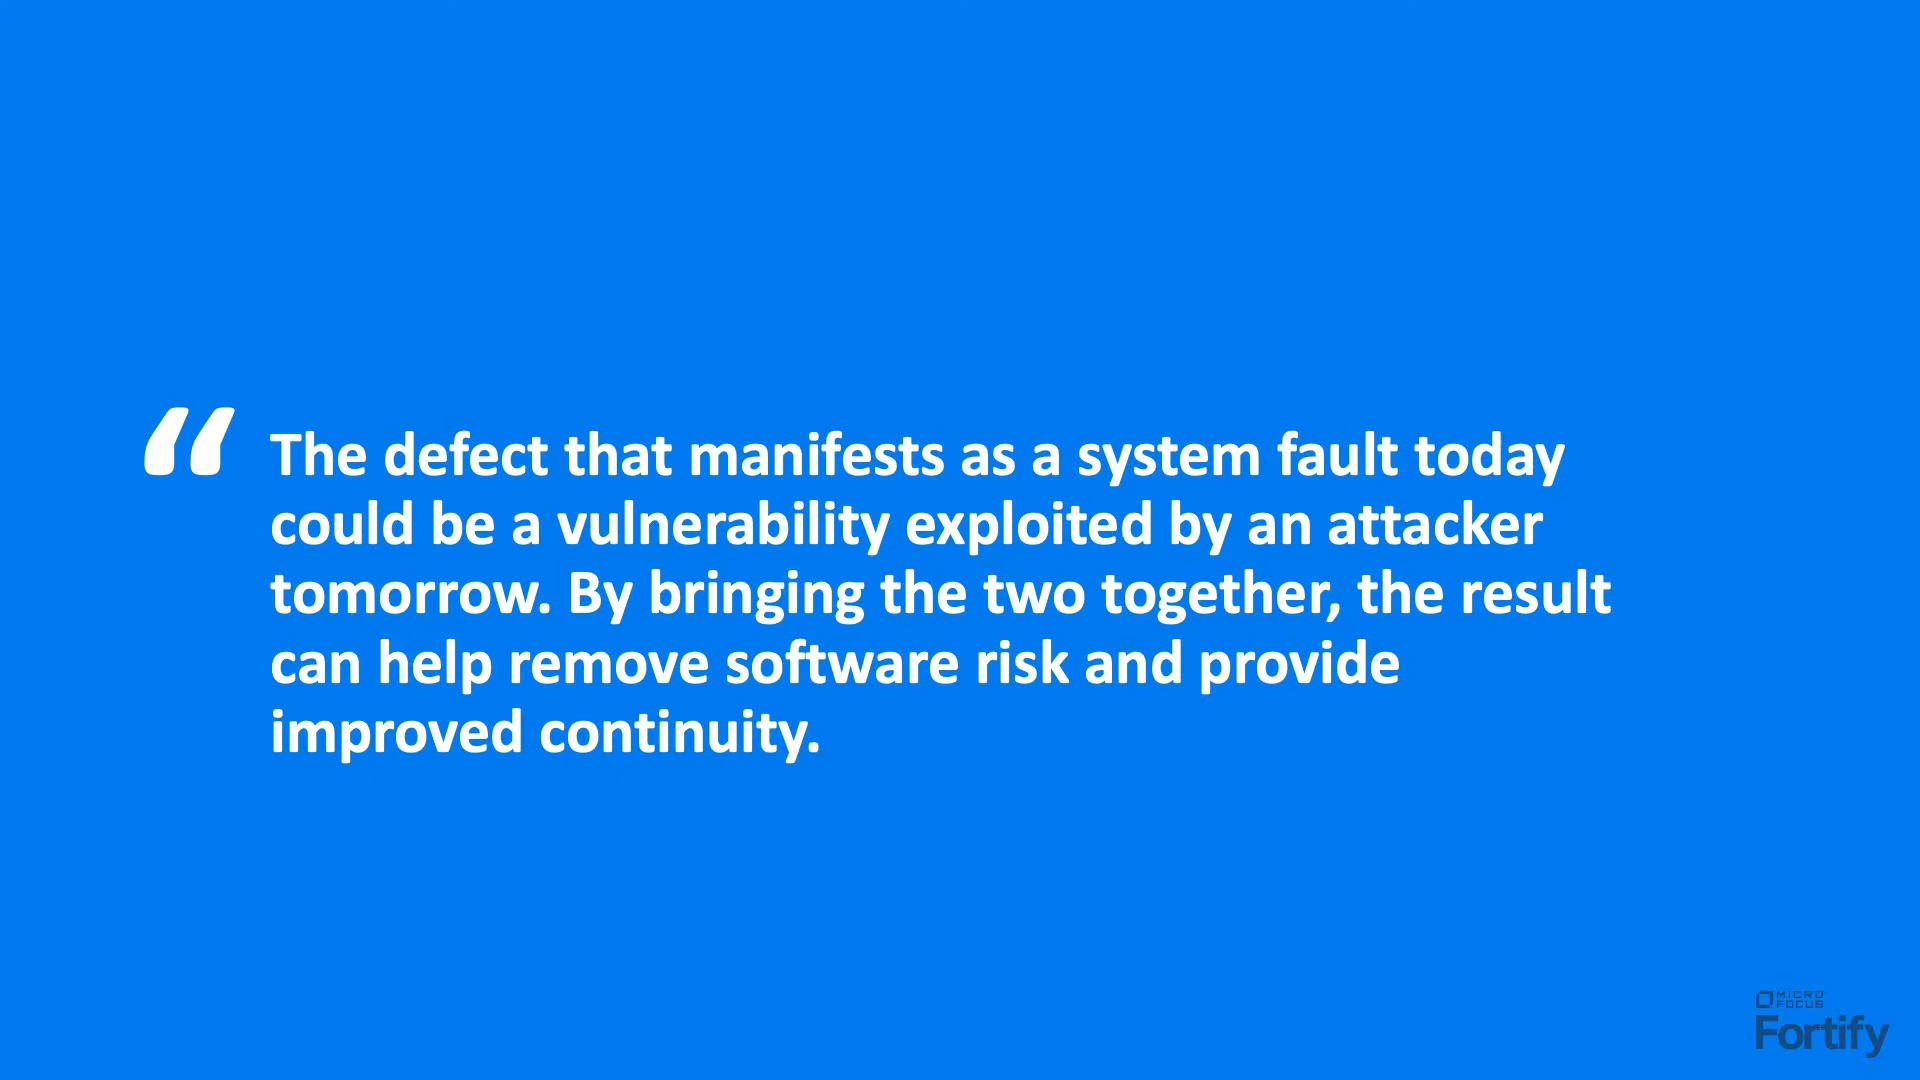 “ The defect that manifests as a system fault today
could be a vulnerability exploited by an attacker
tomorrow. By bringing the two together, the result
can help remove software risk and provide
improved continuity.
MICRO
FOCUS
Fortify